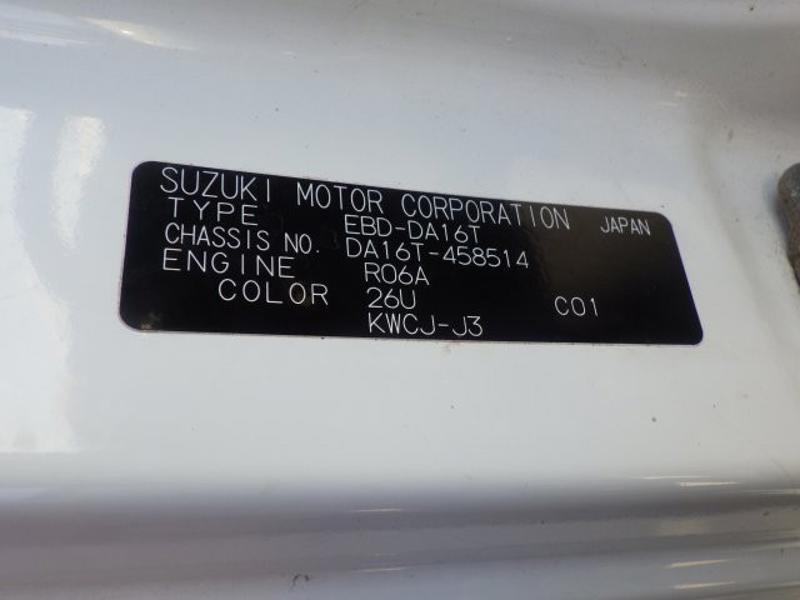 SUZUKI MOTOR CORPORATION JAPAN
TYPE EBD-DA16T
CHASSIS NO. DA16T-458514
ENGINE R06A
COLOR 26U C01
KWCJ-J3